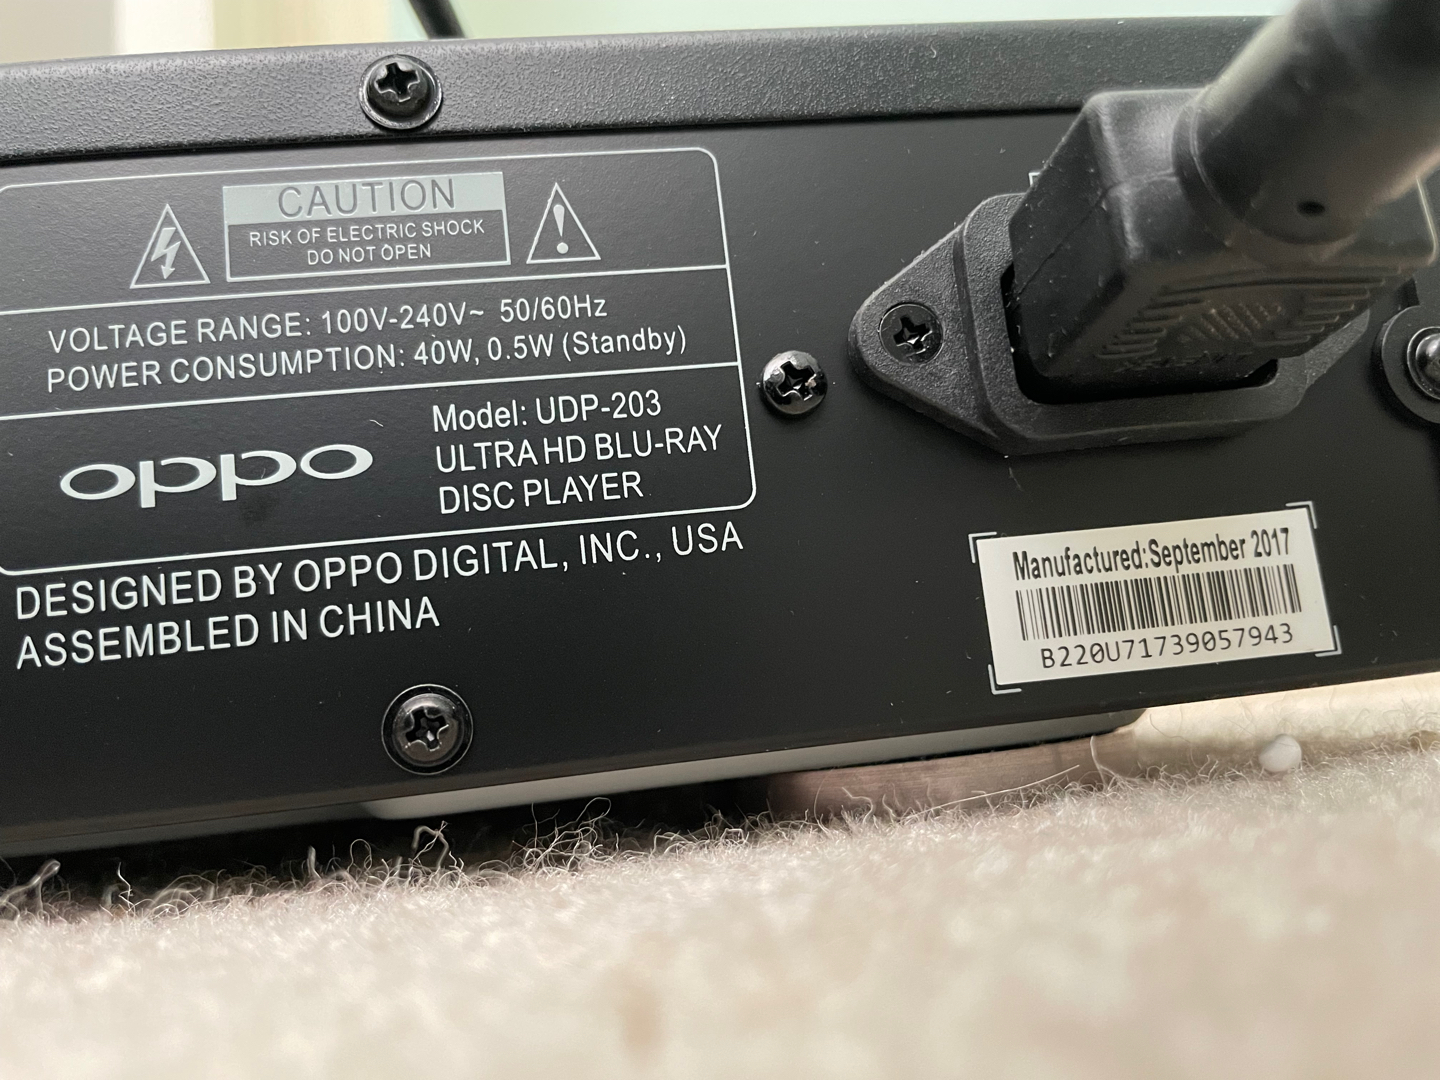 CAUTION
RISK OF ELECTRIC SHOCK
DO NOT OPEN
VOLTAGE RANGE: 100V-240V~ 50/60Hz
POWER CONSUMPTION: 40W, 0.5W (Standby)
oppo
Model: UDP-203
ULTRA HD BLU-RAY
DISC PLAYER
DESIGNED BY OPPO DIGITAL, INC., USA
ASSEMBLED IN CHINA
Manufactured:September 2017
B220U71739057943